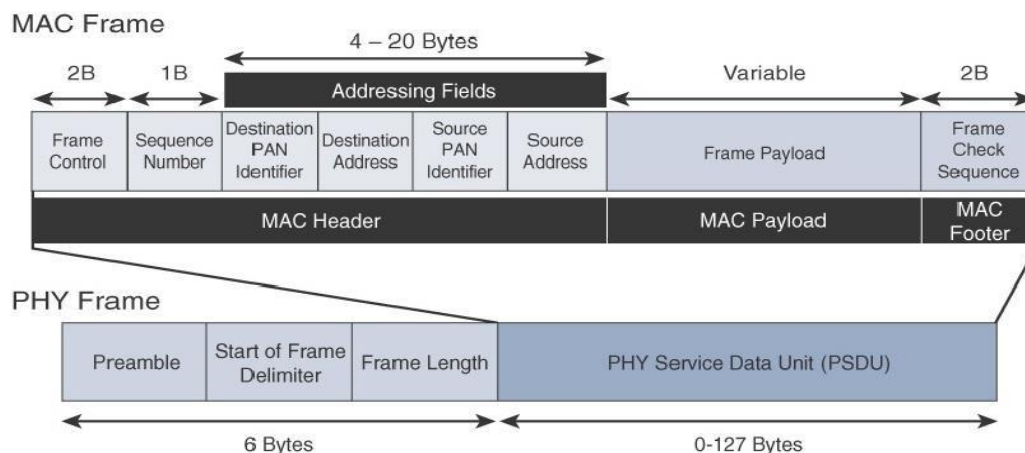 MAC Frame
4 – 20 Bytes
2B
1B
Variable
2B
Addressing Fields
Frame
Control
Sequence
Number
Destination
PAN
Identifier
Destination
Address
Source
PAN
Identifier
Source
Address
Frame Payload
Frame
Check
Sequence
MAC Header
MAC Payload
MAC
Footer
PHY Frame
Preamble
Start of Frame
Delimiter
Frame Length
PHY Service Data Unit (PSDU)
6 Bytes
0-127 Bytes